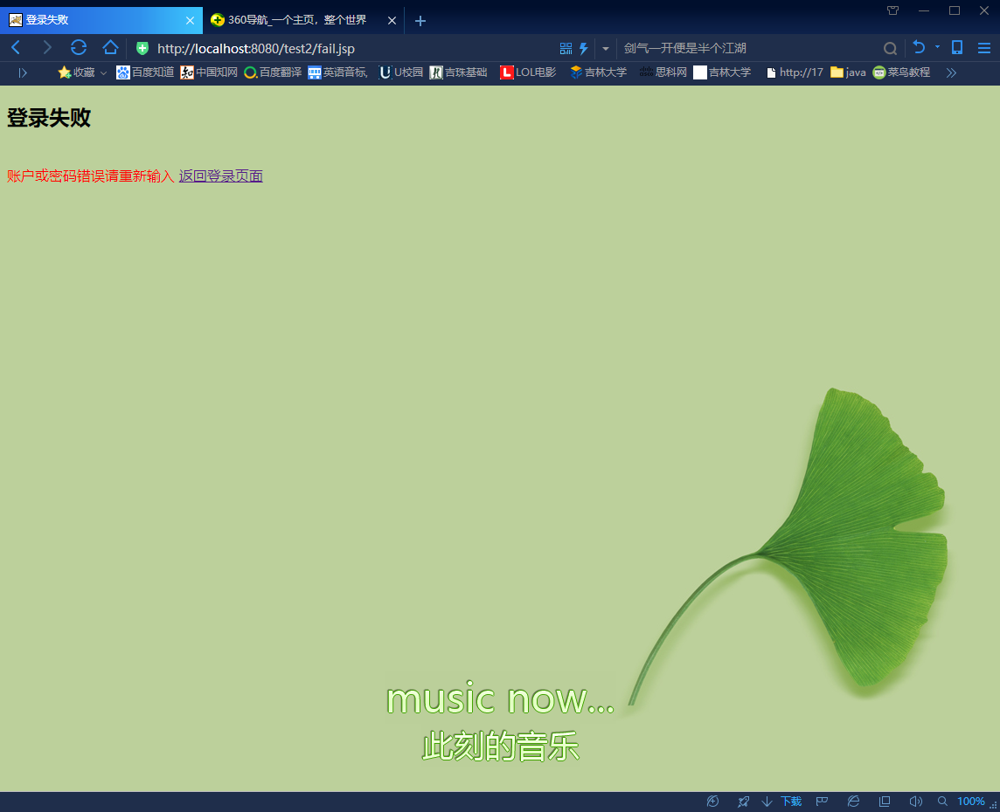 登录失败
360导航_一个主页，整个世界
http://localhost:8080/test2/fail.jsp
剑气一开便是半个江湖
收藏 百度知道 中国知网 百度翻译 英语音标, U校园 吉珠基础 LOL电影 吉林大学 思科网 吉林大学 http://17 java 菜鸟教程
登录失败
账户或密码错误请重新输入 返回登录页面
music now...
此刻的音乐
下载 100%